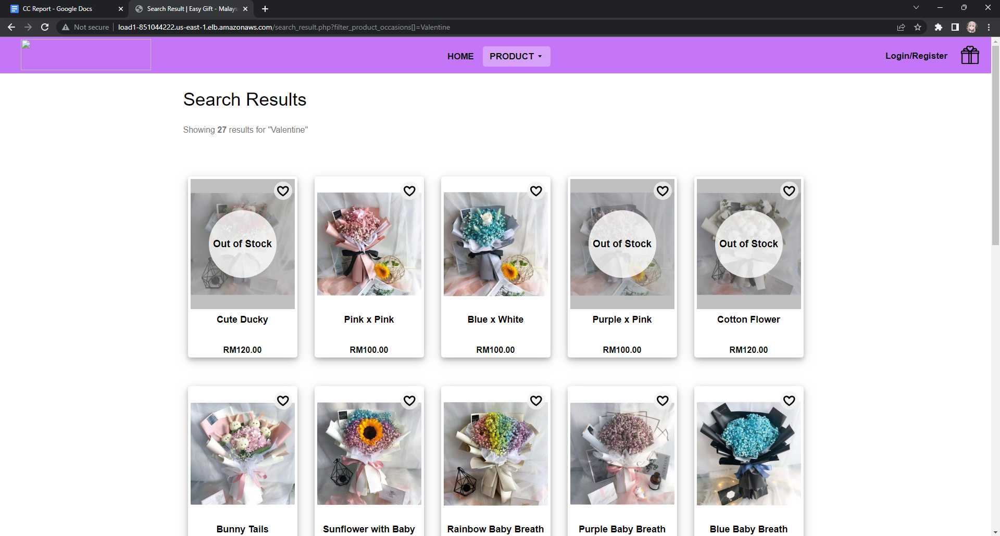 CC Report - Google Docs
Search Result | Easy Gift - Malays
Not secure
load1-851044222.us-east-1.elb.amazonaws.com/search_result.php?filter_product_occasions[]=Valentine
HOME
PRODUCT
Login/Register
Search Results
Showing 27 results for "Valentine"
Out of Stock
Out of Stock
Out of Stock
Cute Ducky
Pink x Pink
Blue x White
Purple x Pink
Cotton Flower
RM120.00
RM100.00
RM100.00
RM100.00
RM120.00
Bunny Tails
Sunflower with Baby
Rainbow Baby Breath
Purple Baby Breath
Blue Baby Breath